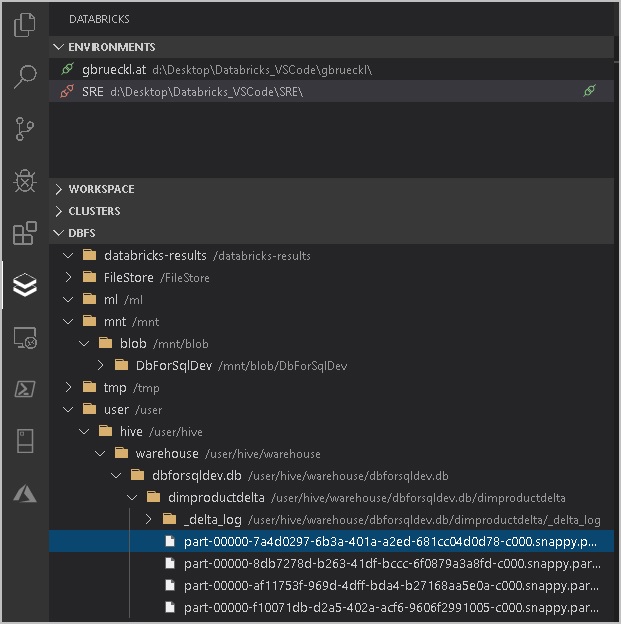 DATABRICKS
ENVIRONMENTS
gbrueckl.at d:\Desktop\Databricks_VSCode\gbrueckl\
SRE d:\Desktop\Databricks_VSCode\SRE\
WORKSPACE
CLUSTERS
DBFS
databricks-results /databricks-results
FileStore /FileStore
ml /ml
mnt /mnt
blob /mnt/blob
DbForSqlDev /mnt/blob/DbForSqlDev
tmp /tmp
user /user
hive /user/hive
warehouse /user/hive/warehouse
dbforsqldev.db /user/hive/warehouse/dbforsqldev.db
dimproductdelta /user/hive/warehouse/dbforsqldev.db/dimproductdelta
_delta_log /user/hive/warehouse/dbforsqldev.db/dimproductdelta/_delta_log
part-00000-7a4d0297-6b3a-401a-a2ed-681cc04d0d78-c000.snappy.p...
part-00000-8db7278d-b263-41df-bccc-6f0879a3a8fd-c000.snappy.par...
part-00000-af11753f-969d-4dff-bda4-b27168aa5e0a-c000.snappy.par...
part-00000-f10071db-d2a5-402a-acf6-9606f2991005-c000.snappy.par...